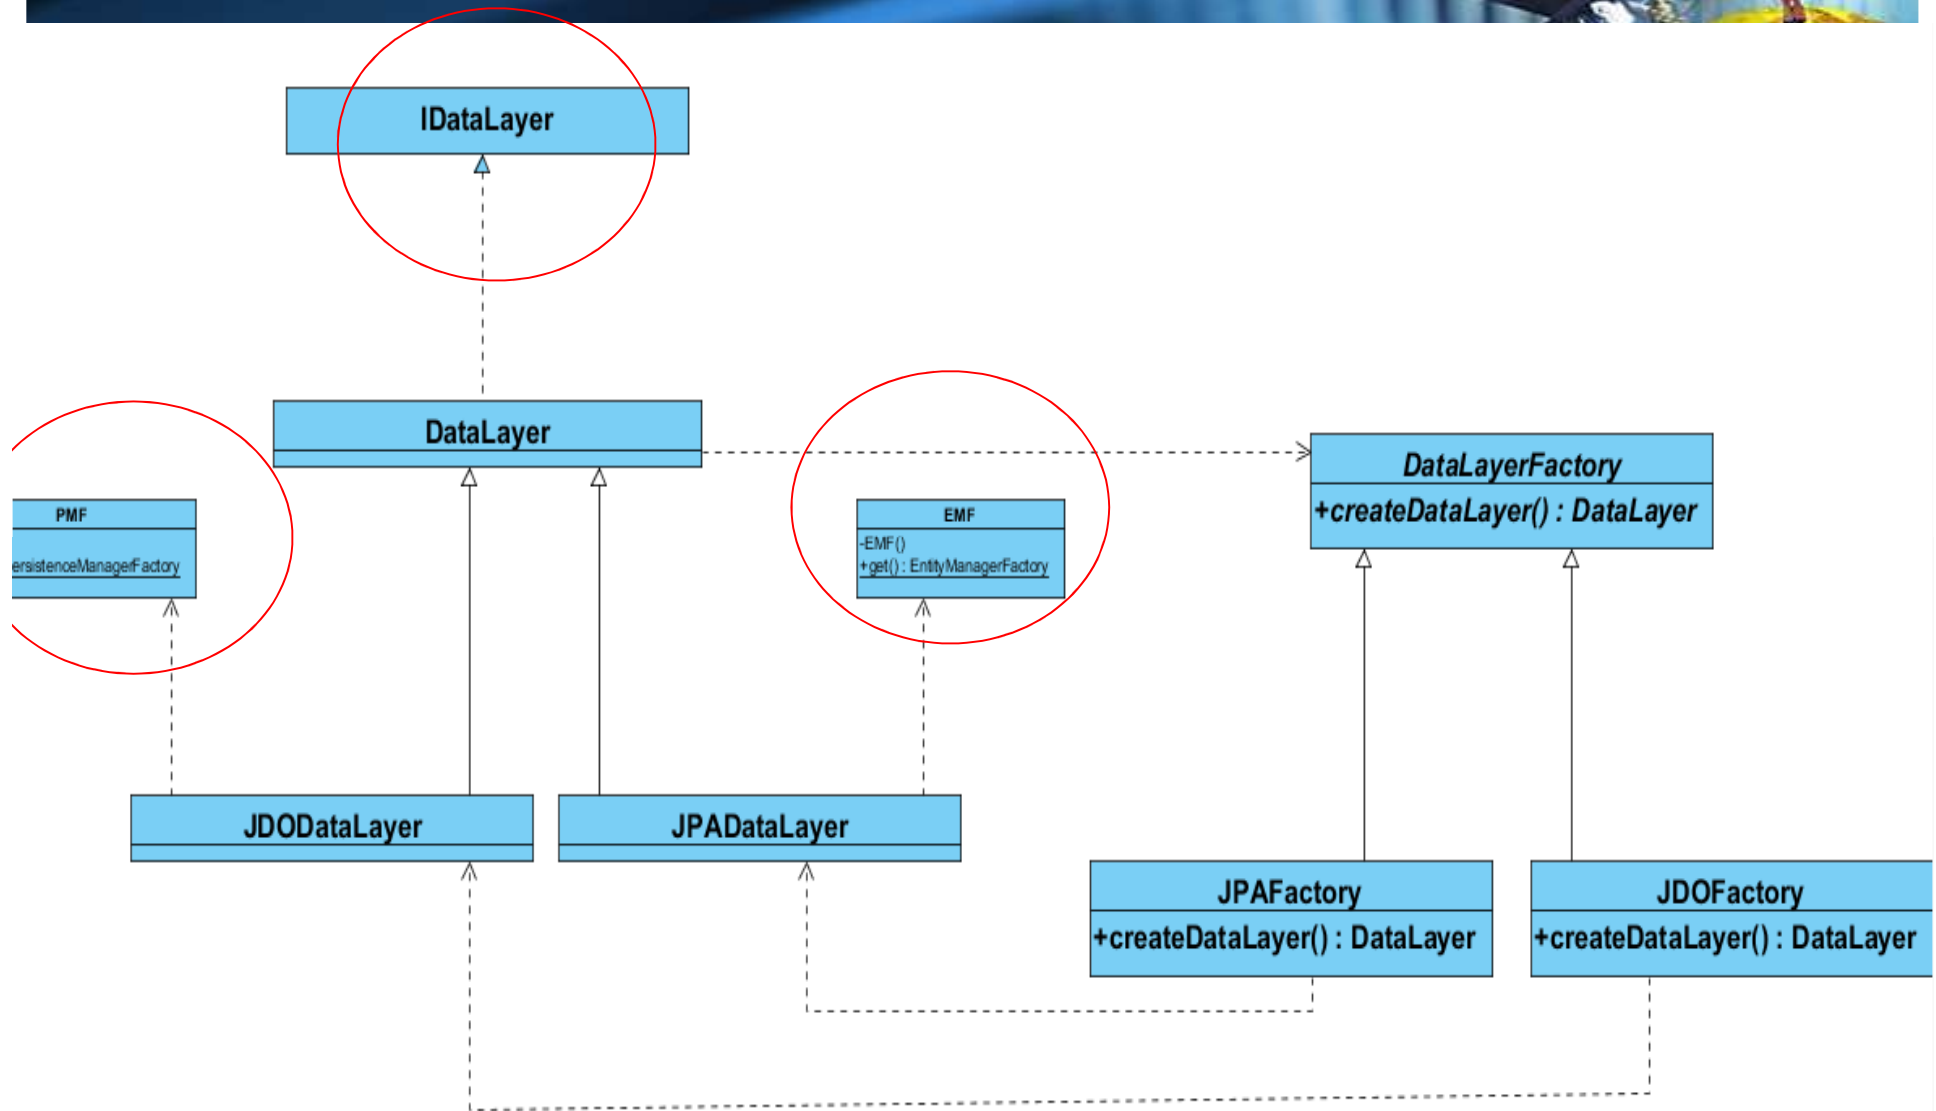 IDataLayer
DataLayer
PMF
ersistenceManagerFactory
EMF
-EMF()
+get() : EntityManagerFactory
DataLayerFactory
+createDataLayer() : DataLayer
JDODataLayer
JPADataLayer
JPAFactory
+createDataLayer() : DataLayer
JDOFactory
+createDataLayer() : DataLayer